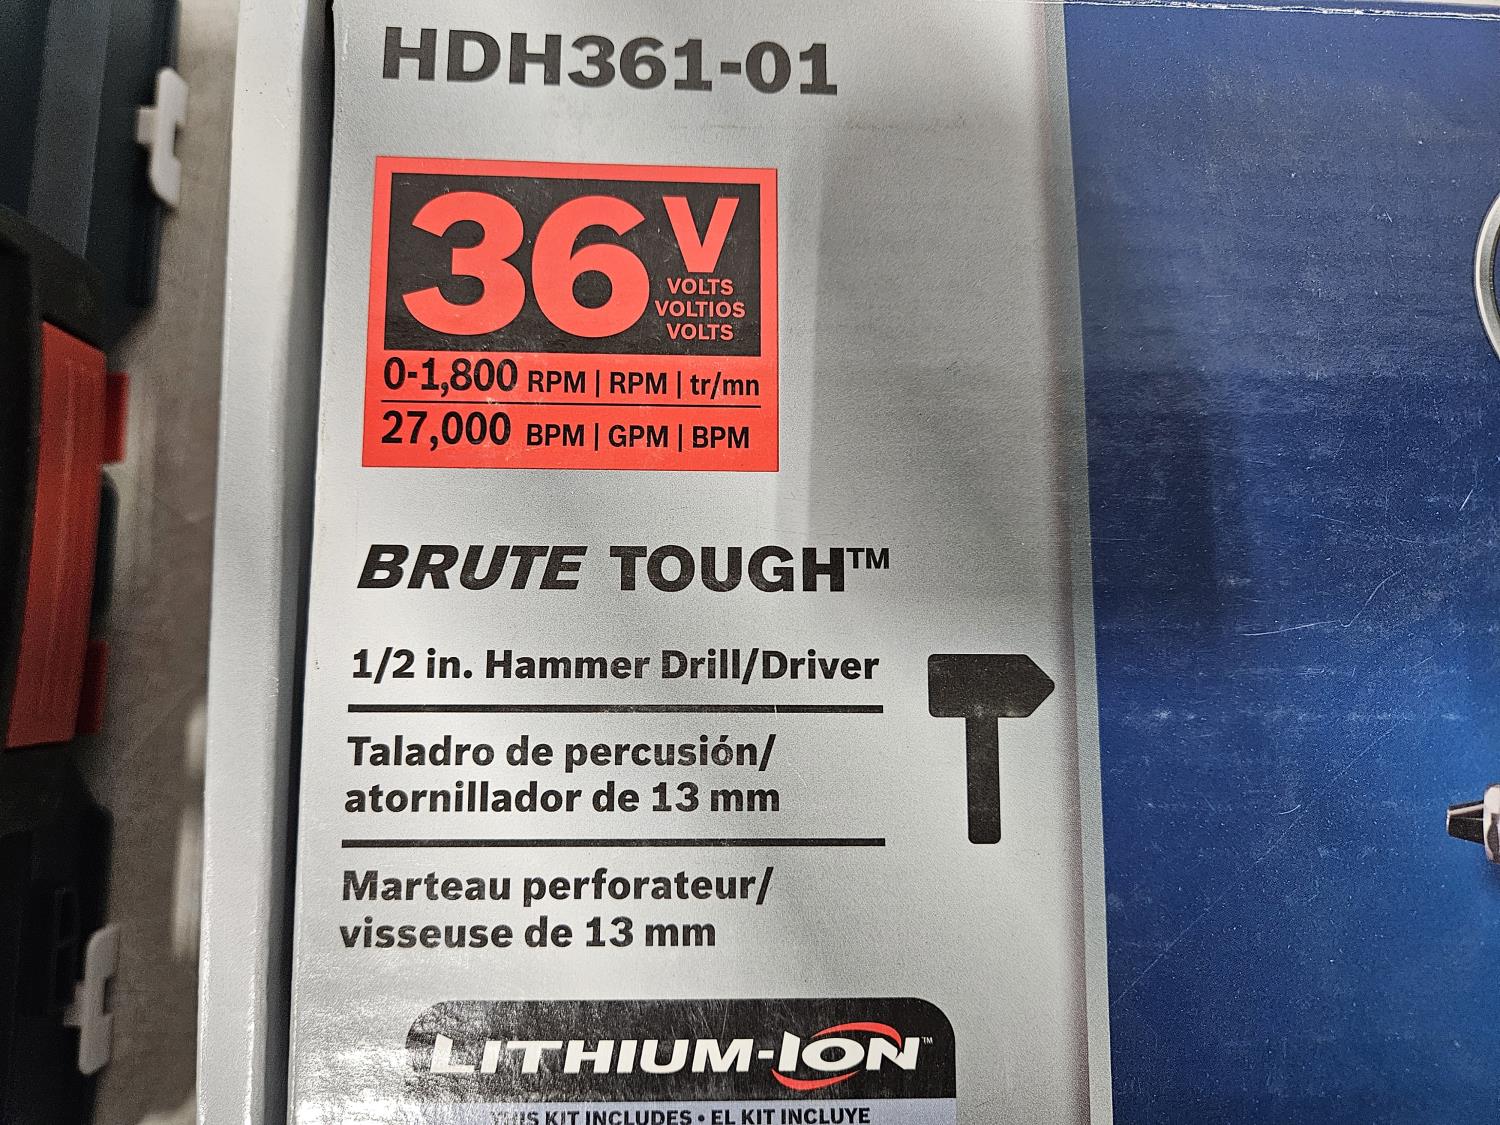 HDH361-01
36V
VOLTS
VOLTIOS
VOLTS
0-1,800 RPM | RPM | tr/mn
27,000 BPM | GPM | BPM
BRUTE TOUGH™
1/2 in. Hammer Drill/Driver
Taladro de percusión/
atornillador de 13 mm
Marteau perforateur/
visseuse de 13 mm
LITHIUM-ION™
THIS KIT INCLUDES • EL KIT INCLUYE